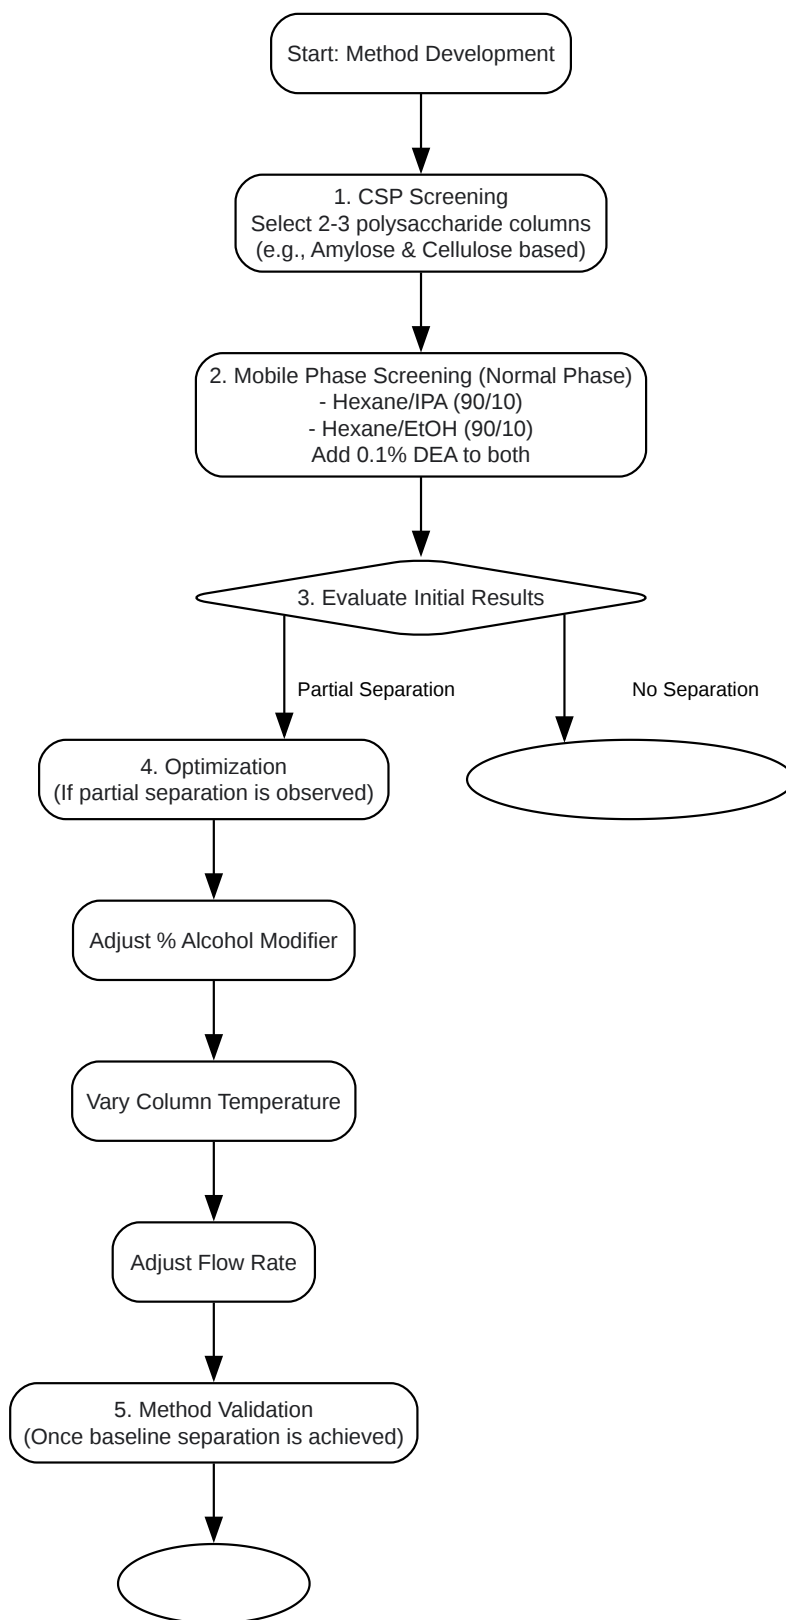 Start: Method Development
1. CSP Screening
Select 2-3 polysaccharide columns
(e.g., Amylose & Cellulose based)
2. Mobile Phase Screening (Normal Phase)
- Hexane/IPA (90/10)
- Hexane/EtOH (90/10)
Add 0.1% DEA to both
3. Evaluate Initial Results
Partial Separation
No Separation
4. Optimization
(If partial separation is observed)
Adjust % Alcohol Modifier
Vary Column Temperature
Adjust Flow Rate
5. Method Validation
(Once baseline separation is achieved)